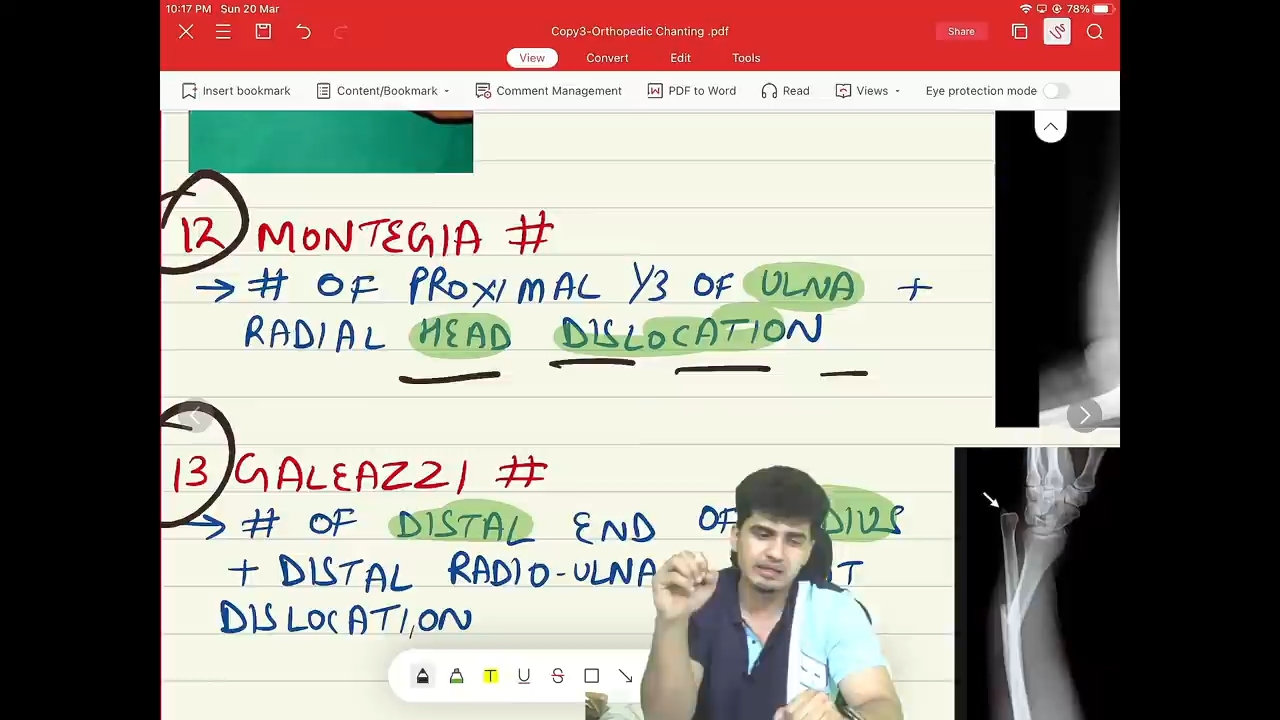 10:17 PM Sun 20 Mar 78%
Copy3-Orthopedic Chanting .pdf
Share
View Convert Edit Tools
Insert bookmark Content/Bookmark Comment Management PDF to Word Read Views Eye protection mode
12 MONTEGIA #
→ # OF PROXIMAL 1/3 OF ULNA +
RADIAL HEAD DISLOCATION
13 GALEAZZI #
→ # OF DISTAL END OF
+ DISTAL RADIO-ULNA
DISLOCATION
T U S